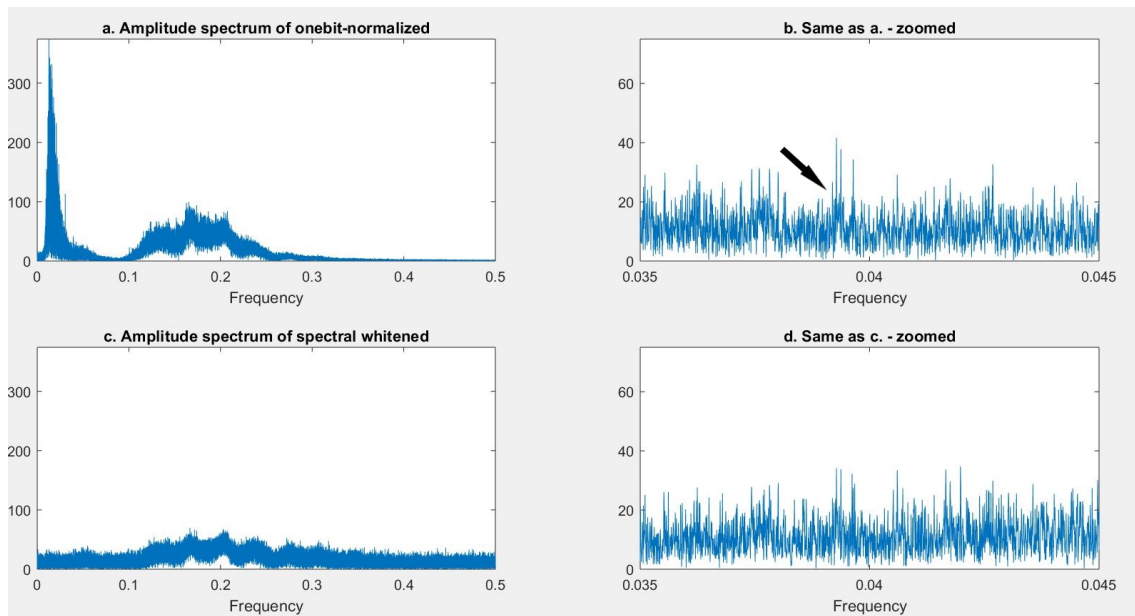 a. Amplitude spectrum of onebit-normalized
300
200
100
0
0 0.1 0.2 0.3 0.4 0.5
Frequency
b. Same as a. - zoomed
60
40
20
0
0.035 0.04 0.045
Frequency
c. Amplitude spectrum of spectral whitened
300
200
100
0
0 0.1 0.2 0.3 0.4 0.5
Frequency
d. Same as c. - zoomed
60
40
20
0
0.035 0.04 0.045
Frequency